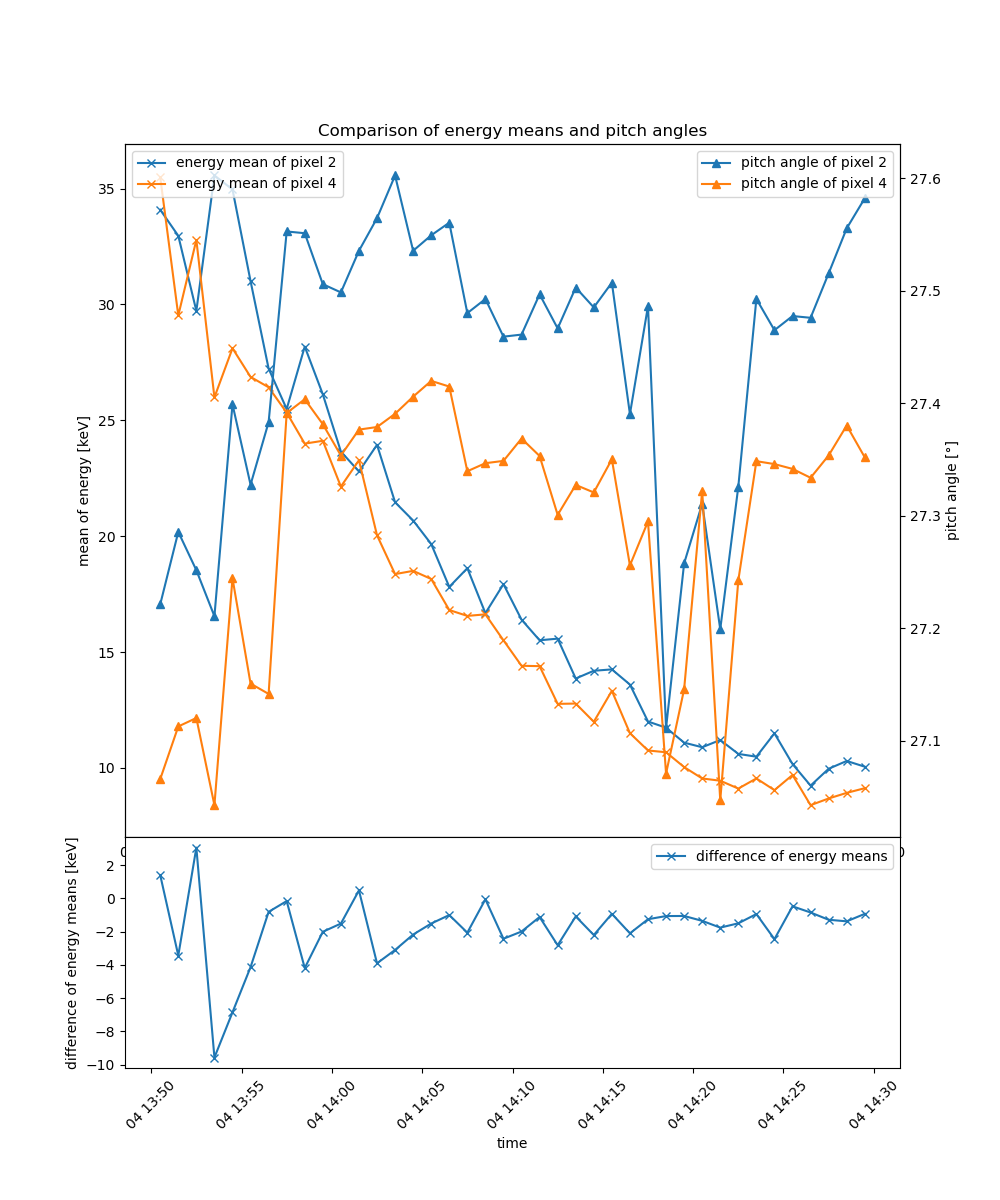 Comparison of energy means and pitch angles
energy mean of pixel 2
energy mean of pixel 4
pitch angle of pixel 2
pitch angle of pixel 4
mean of energy [keV]
35
30
25
20
15
10
pitch angle [°]
27.6
27.5
27.4
27.3
27.2
27.1
difference of energy means
difference of energy means [keV]
2
0
−2
−4
−6
−8
−10
04 13:50
04 13:55
04 14:00
04 14:05
04 14:10
04 14:15
04 14:20
04 14:25
04 14:30
time